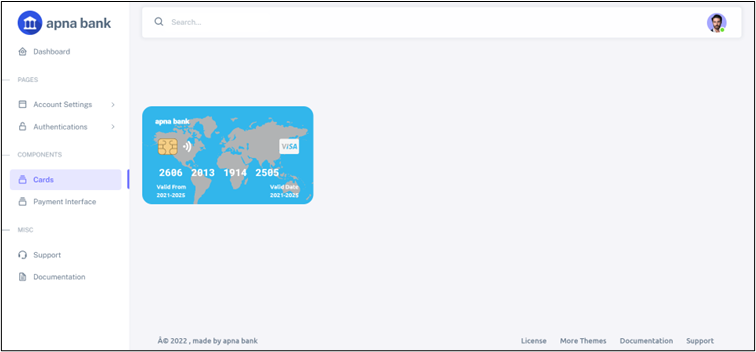 apna bank
Search...
Dashboard
PAGES
Account Settings
Authentications
COMPONENTS
Cards
Payment Interface
MISC
Support
Documentation
apna bank
VISA
2606 2013 1914 2505
Valid From Valid Date
2021-2025 2021-2025
Â© 2022 , made by apna bank
License More Themes Documentation Support